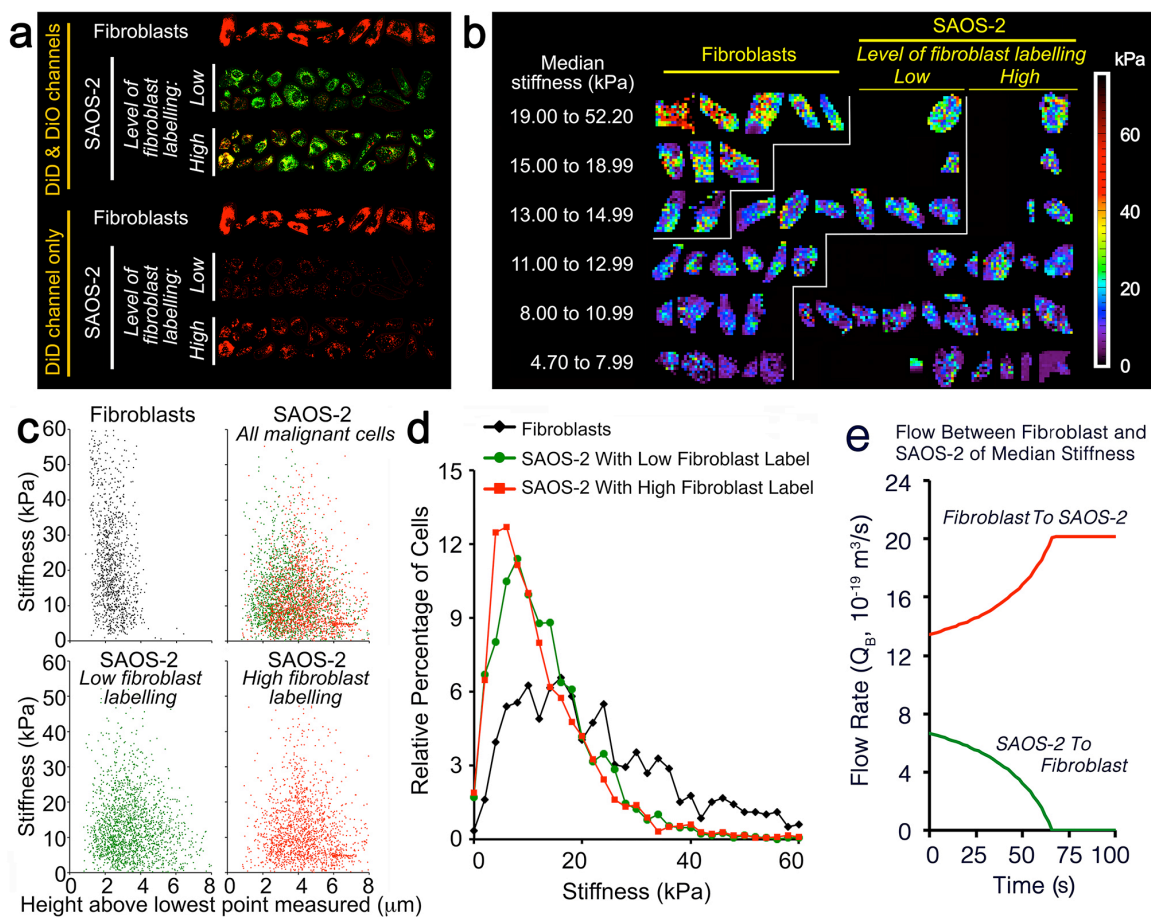 a
Fibroblasts
DiD & DiO channels
SAOS-2
Level of
fibroblast
labelling:
Low
High
DiD channel only
Fibroblasts
SAOS-2
Level of
fibroblast
labelling:
Low
High
b
Median
stiffness (kPa)
Fibroblasts
SAOS-2
Level of fibroblast labelling
Low High
kPa
19.00 to 52.20
15.00 to 18.99
13.00 to 14.99
11.00 to 12.99
8.00 to 10.99
4.70 to 7.99
60
40
20
0
c
Fibroblasts
Stiffness (kPa)
60
50
40
30
20
10
0
SAOS-2
All malignant cells
SAOS-2
Low fibroblast
labelling
Stiffness (kPa)
60
50
40
30
20
10
0
0 2 4 6 8
SAOS-2
High fibroblast
labelling
0 2 4 6 8
Height above lowest point measured (μm)
d
Fibroblasts
SAOS-2 With Low Fibroblast Label
SAOS-2 With High Fibroblast Label
Relative Percentage of Cells
15
12
9
6
3
0
0 20 40 60
Stiffness (kPa)
e
Flow Between Fibroblast and
SAOS-2 of Median Stiffness
Flow Rate (QB, 10-19 m3/s)
24
20
16
12
8
4
0
Fibroblast To SAOS-2
SAOS-2 To
Fibroblast
0 25 50 75 100
Time (s)